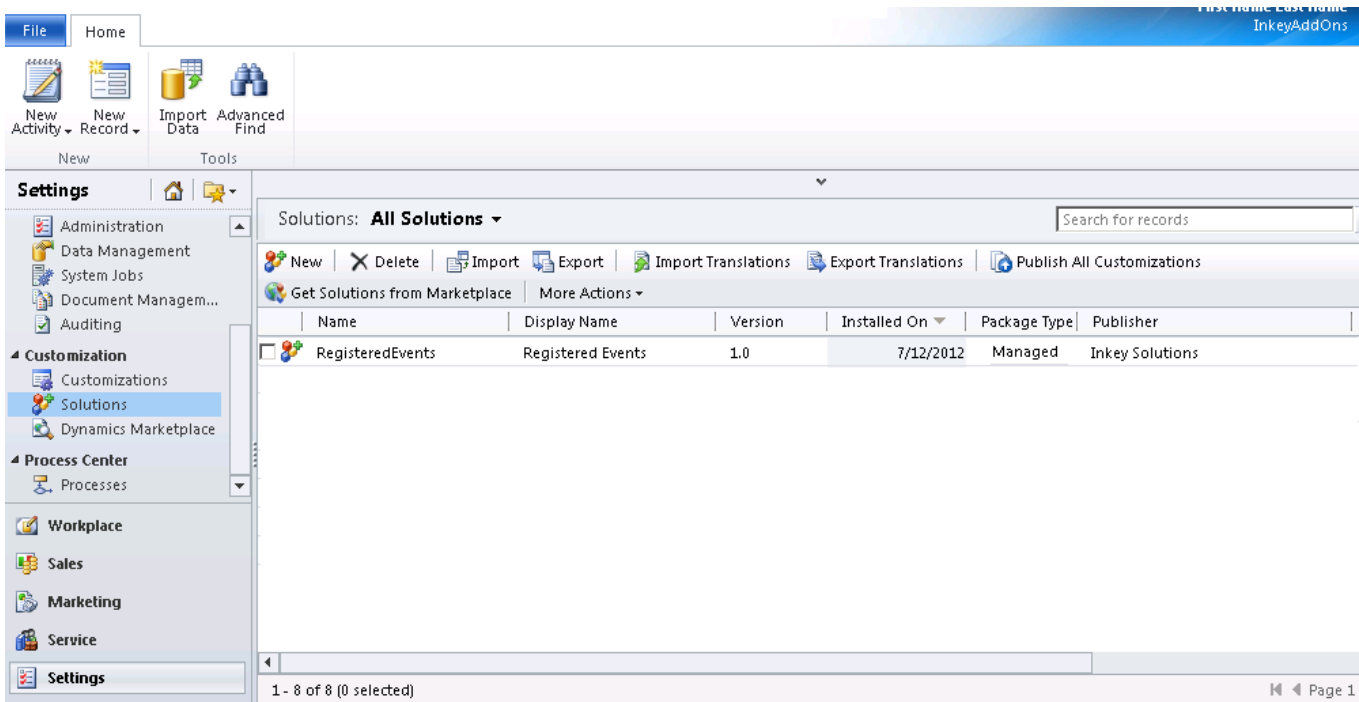 First name Last name
File Home InkeyAddOns
New Activity New Record Import Data Advanced Find
New Tools
Settings
Administration
Data Management
System Jobs
Document Managem...
Auditing
Customization
Customizations
Solutions
Dynamics Marketplace
Process Center
Processes
Workplace
Sales
Marketing
Service
Settings
Solutions: All Solutions
Search for records
New Delete Import Export Import Translations Export Translations Publish All Customizations
Get Solutions from Marketplace More Actions
Name Display Name Version Installed On Package Type Publisher
RegisteredEvents Registered Events 1.0 7/12/2012 Managed Inkey Solutions
1 - 8 of 8 (0 selected) Page 1